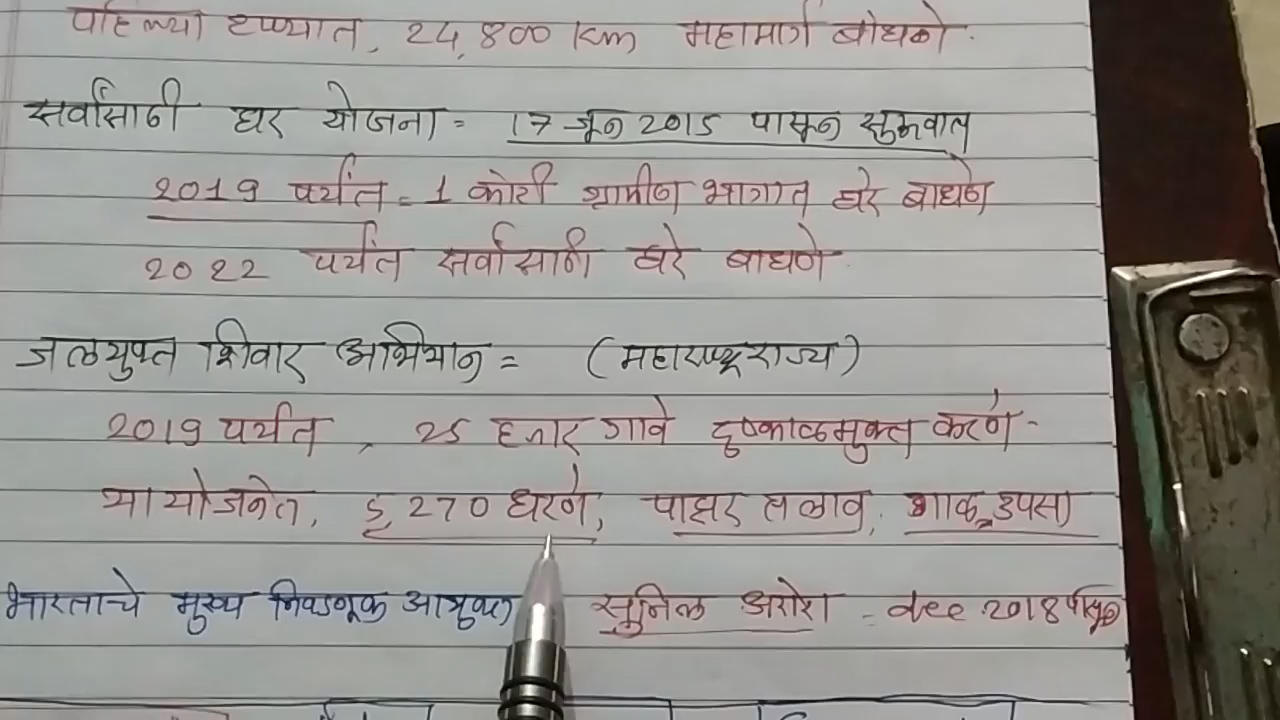 पहिल्या टप्प्यात, 24,800 km महामार्ग बांधणे.
सर्वांसाठी घर योजना = 17 जून 2015 पासून सुरुवात
2019 पर्यंत = 1 कोटी ग्रामीण भागात घरे बांधणे
2022 पर्यंत सर्वांसाठी घरे बाधणे.
जलयुक्त शिवार अभियान = (महाराष्ट्र राज्य)
2019 पर्यंत, 25 हजार गावे दुष्काळमुक्त करणे-
या योजनेत, 6,270 धरणे, पाझर तलाव, गाळ उपसा
भारताचे मुख्य निवडणूक आयुक्त सुनिल अरोरा - dec 2018 पासून